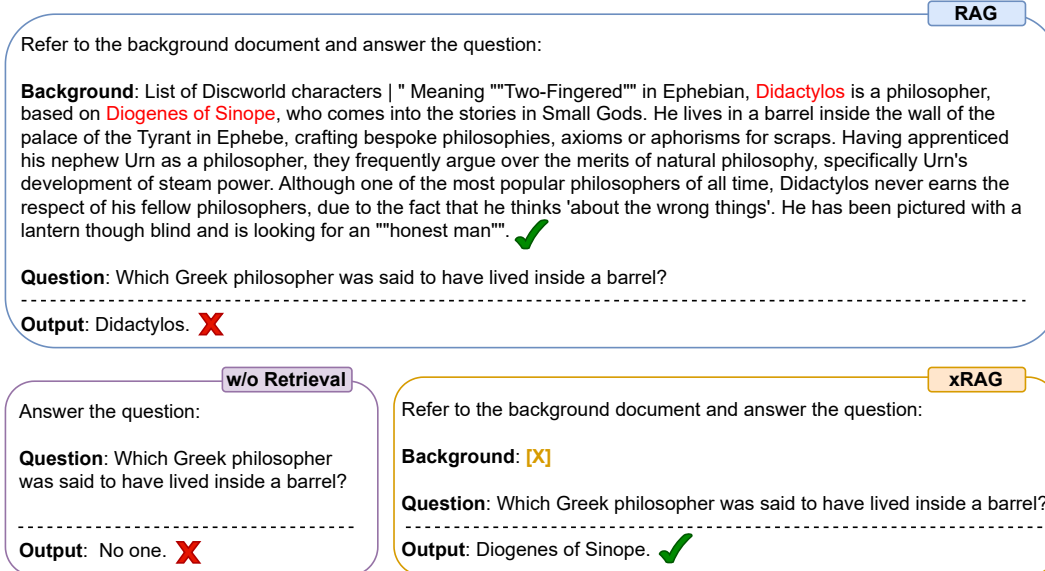 RAG
Refer to the background document and answer the question:
Background: List of Discworld characters | " Meaning ""Two-Fingered"" in Ephebian, Didactylos is a philosopher,
based on Diogenes of Sinope, who comes into the stories in Small Gods. He lives in a barrel inside the wall of the
palace of the Tyrant in Ephebe, crafting bespoke philosophies, axioms or aphorisms for scraps. Having apprenticed
his nephew Urn as a philosopher, they frequently argue over the merits of natural philosophy, specifically Urn's
development of steam power. Although one of the most popular philosophers of all time, Didactylos never earns the
respect of his fellow philosophers, due to the fact that he thinks 'about the wrong things'. He has been pictured with a
lantern though blind and is looking for an ""honest man"".
Question: Which Greek philosopher was said to have lived inside a barrel?
Output: Didactylos.
w/o Retrieval
Answer the question:
Question: Which Greek philosopher
was said to have lived inside a barrel?
Output: No one.
xRAG
Refer to the background document and answer the question:
Background: [X]
Question: Which Greek philosopher was said to have lived inside a barrel?
Output: Diogenes of Sinope.